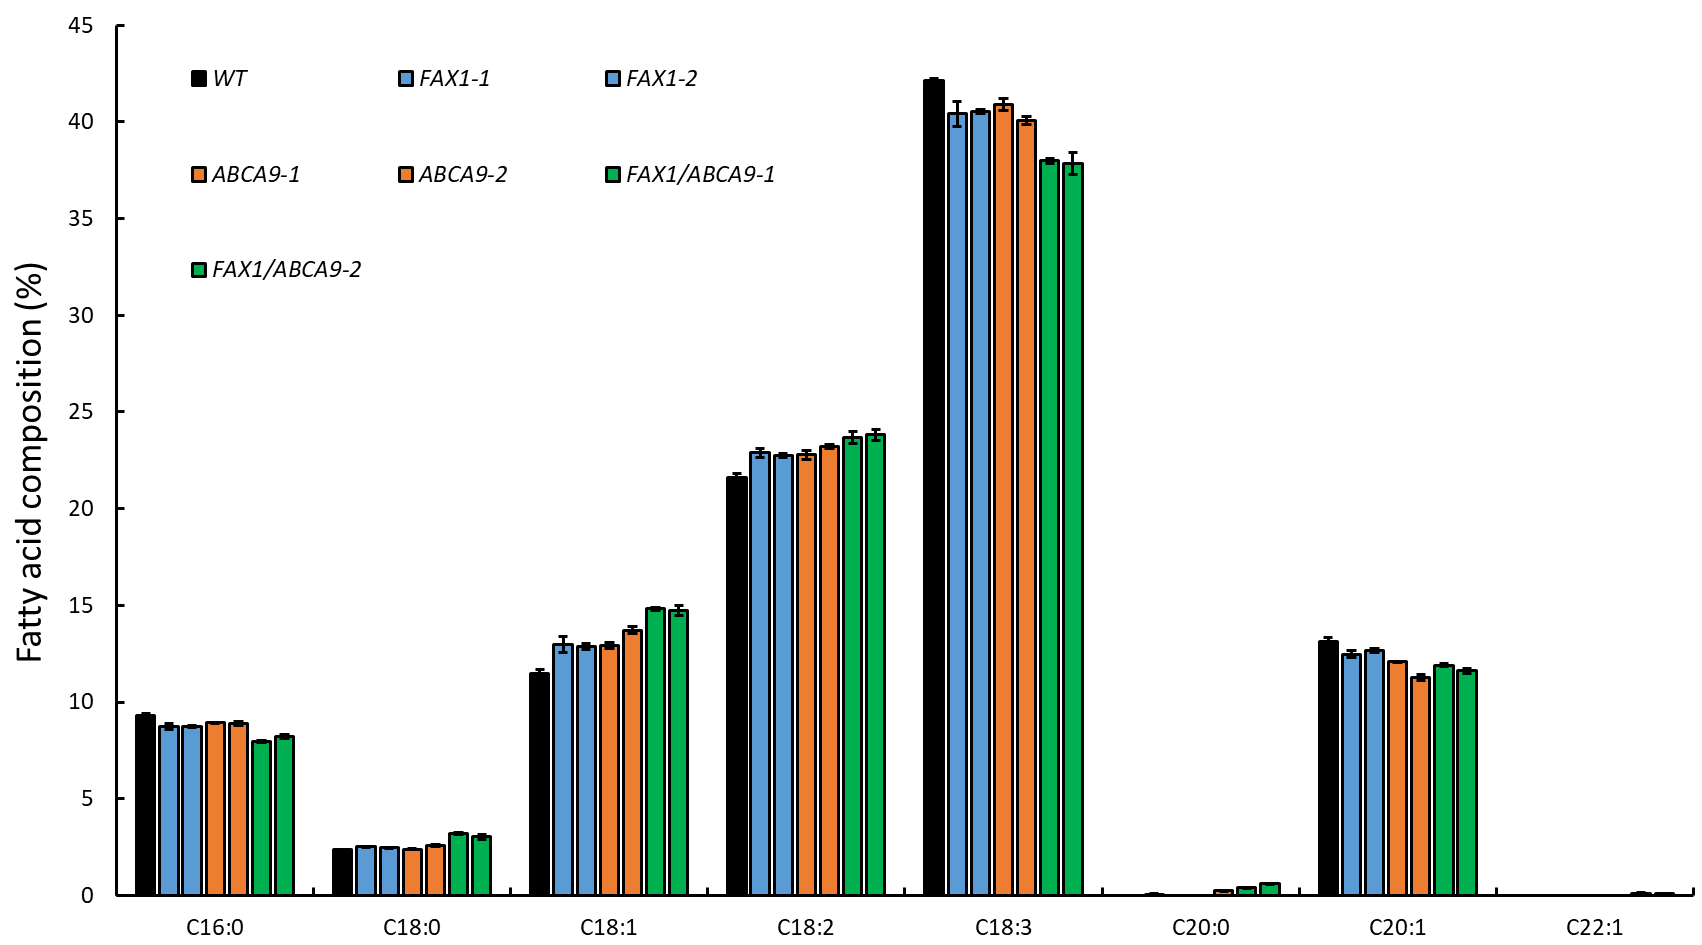 45
WT FAX1-1 FAX1-2
40
ABCA9-1 ABCA9-2 FAX1/ABCA9-1
35
FAX1/ABCA9-2
30
25
20
15
10
5
0
Fatty acid composition (%)
C16:0 C18:0 C18:1 C18:2 C18:3 C20:0 C20:1 C22:1